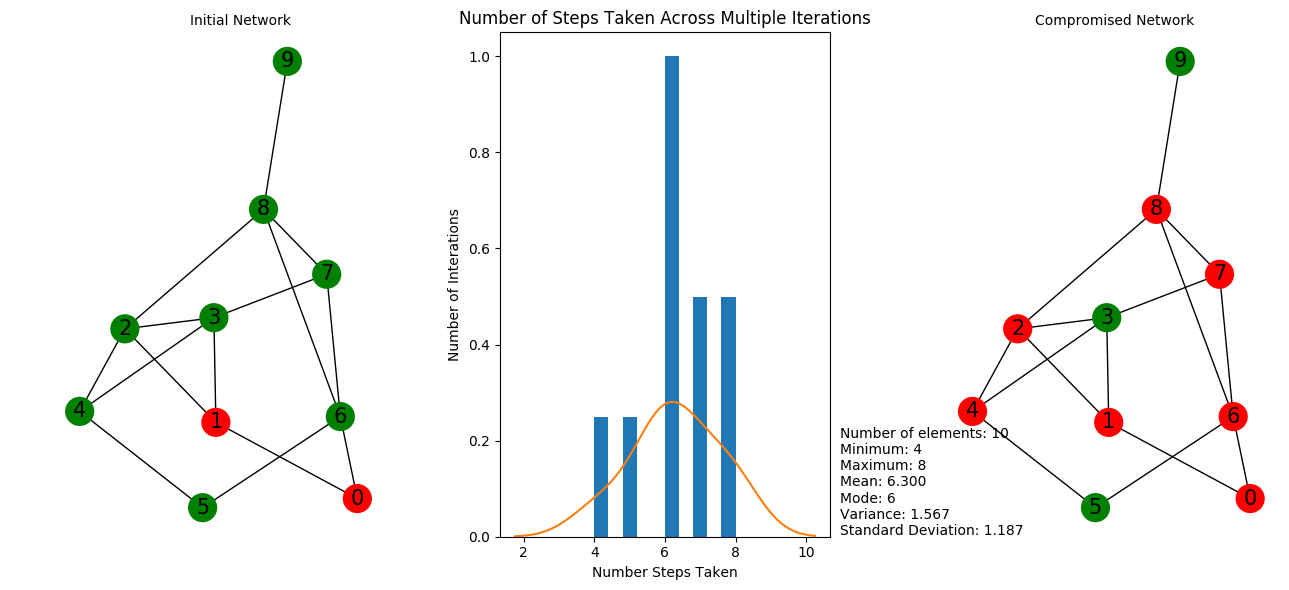 Initial Network
9
8
7
3
2
4
1
6
0
5
Number of Steps Taken Across Multiple Iterations
1.0
0.8
0.6
0.4
0.2
0.0
Number of Interations
2 4 6 8 10
Number Steps Taken
Number of elements: 10
Minimum: 4
Maximum: 8
Mean: 6.300
Mode: 6
Variance: 1.567
Standard Deviation: 1.187
Compromised Network
9
8
7
3
2
4
1
6
0
5